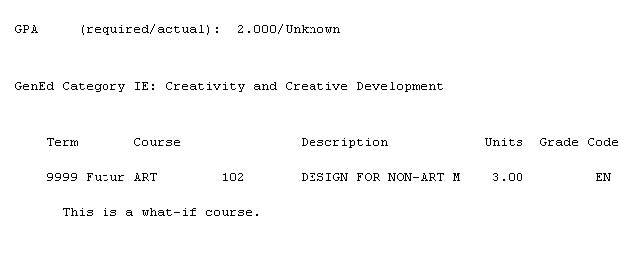 GPA (required/actual): 2.000/Unknown
GenEd Category IE: Creativity and Creative Development
Term Course Description Units Grade Code
9999 Futur ART 102 DESIGN FOR NON-ART M 3.00 EN
This is a what-if course.